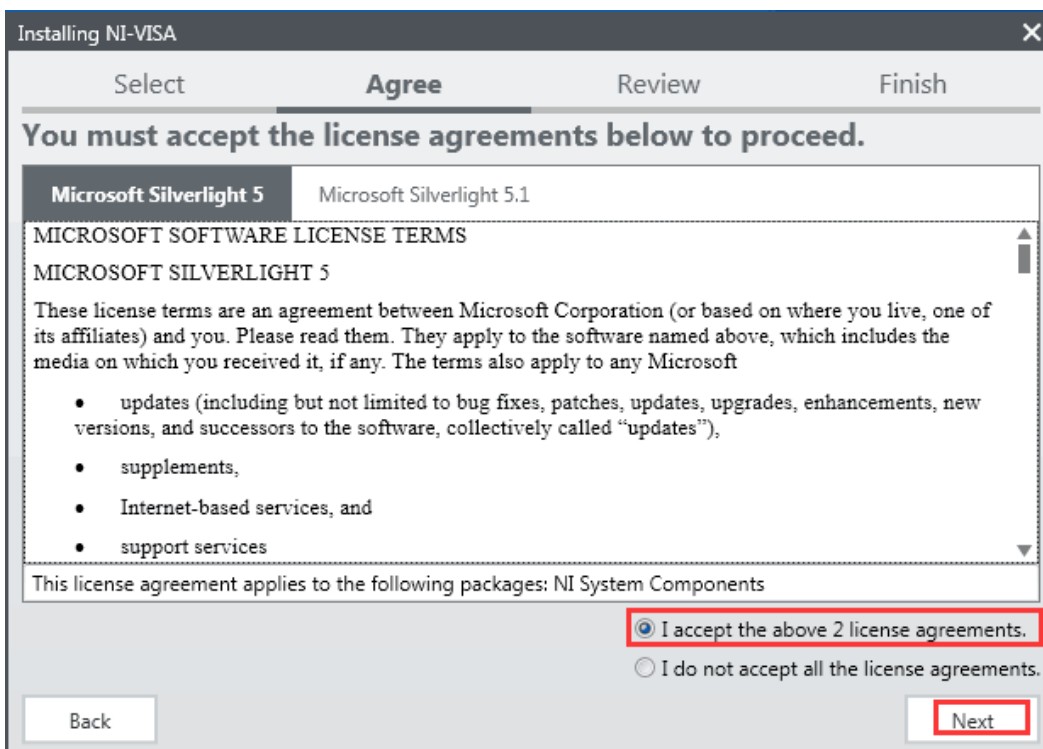 Installing NI-VISA
Select Agree Review Finish
You must accept the license agreements below to proceed.
Microsoft Silverlight 5 Microsoft Silverlight 5.1
MICROSOFT SOFTWARE LICENSE TERMS
MICROSOFT SILVERLIGHT 5
These license terms are an agreement between Microsoft Corporation (or based on where you live, one of
its affiliates) and you. Please read them. They apply to the software named above, which includes the
media on which you received it, if any. The terms also apply to any Microsoft
• updates (including but not limited to bug fixes, patches, updates, upgrades, enhancements, new
versions, and successors to the software, collectively called “updates”),
• supplements,
• Internet-based services, and
• support services
This license agreement applies to the following packages: NI System Components
I accept the above 2 license agreements.
I do not accept all the license agreements.
Back Next